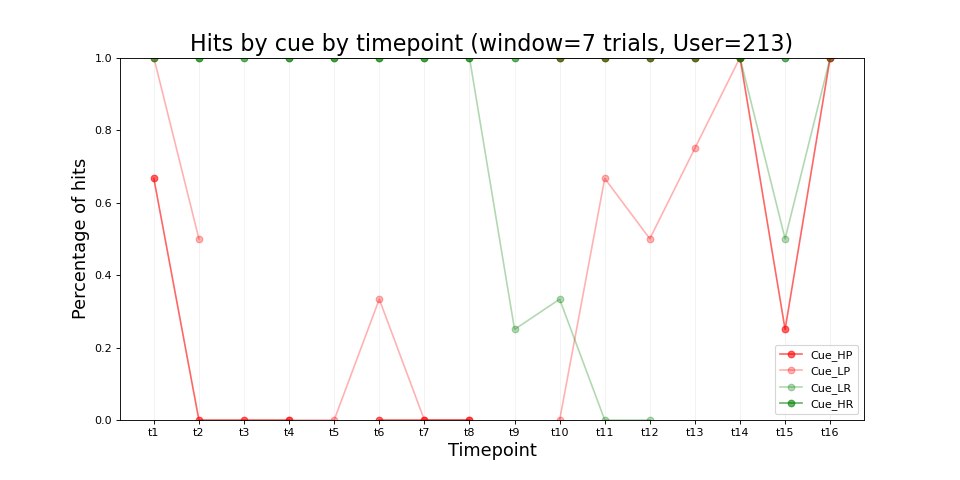 Hits by cue by timepoint (window=7 trials, User=213)
Percentage of hits
1.0
0.8
0.6
0.4
0.2
0.0
t1 t2 t3 t4 t5 t6 t7 t8 t9 t10 t11 t12 t13 t14 t15 t16
Timepoint
Cue_HP
Cue_LP
Cue_LR
Cue_HR